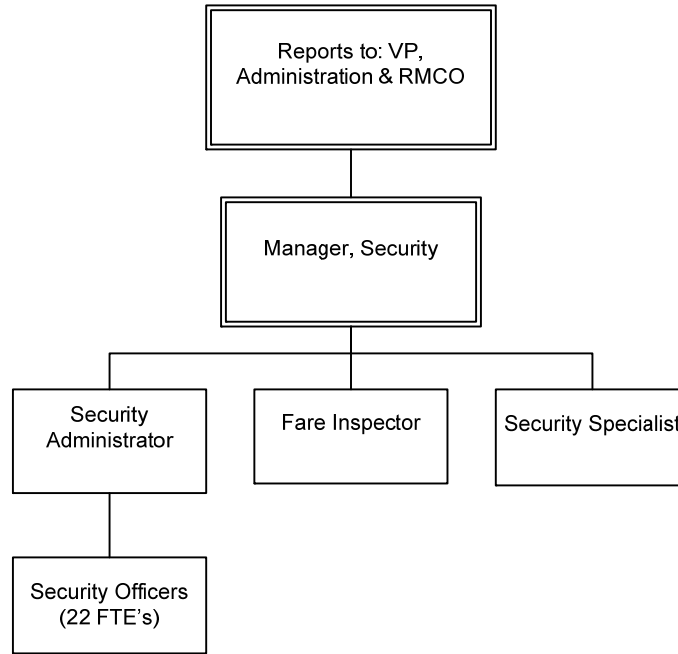 Reports to: VP,
Administration & RMCO
Manager, Security
Security
Administrator
Fare Inspector
Security Specialist
Security Officers
(22 FTE’s)